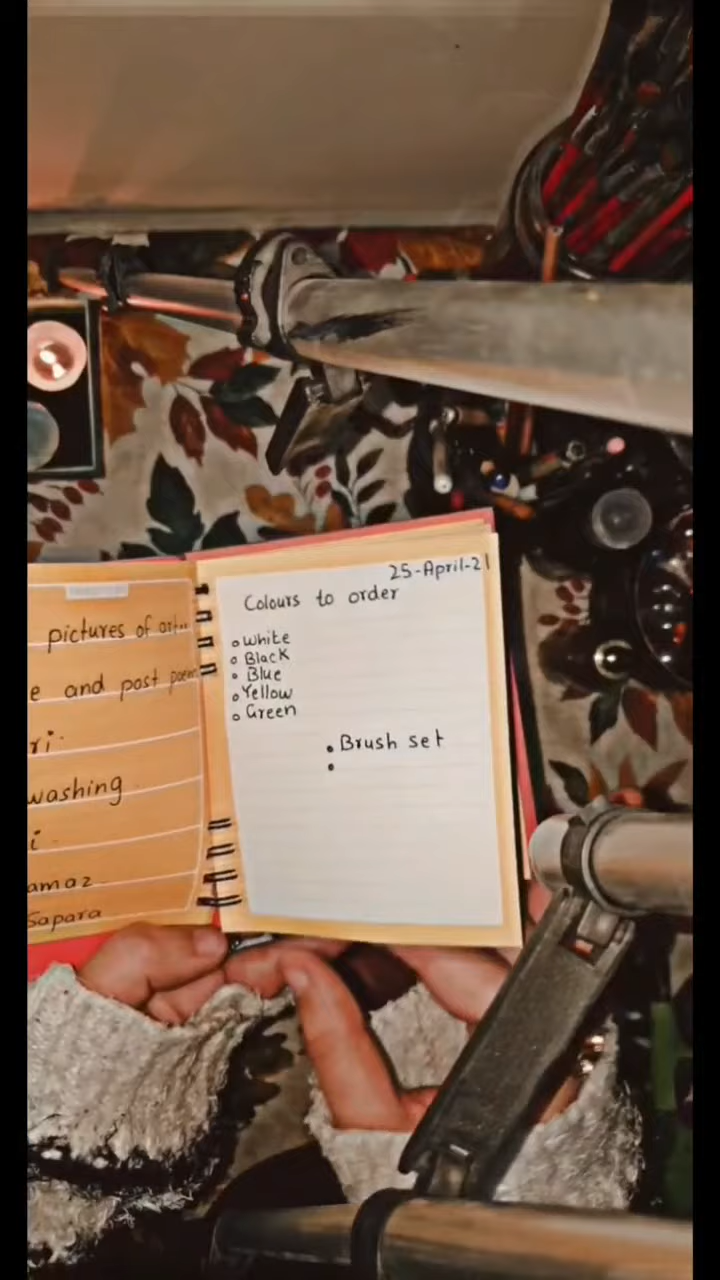 pictures of art..
e and post poem
ri.
washing
i
amaz
Sapara
25-April-21
Colours to order
• White
• Black
• Blue
• Yellow
• Green
• Brush set
•